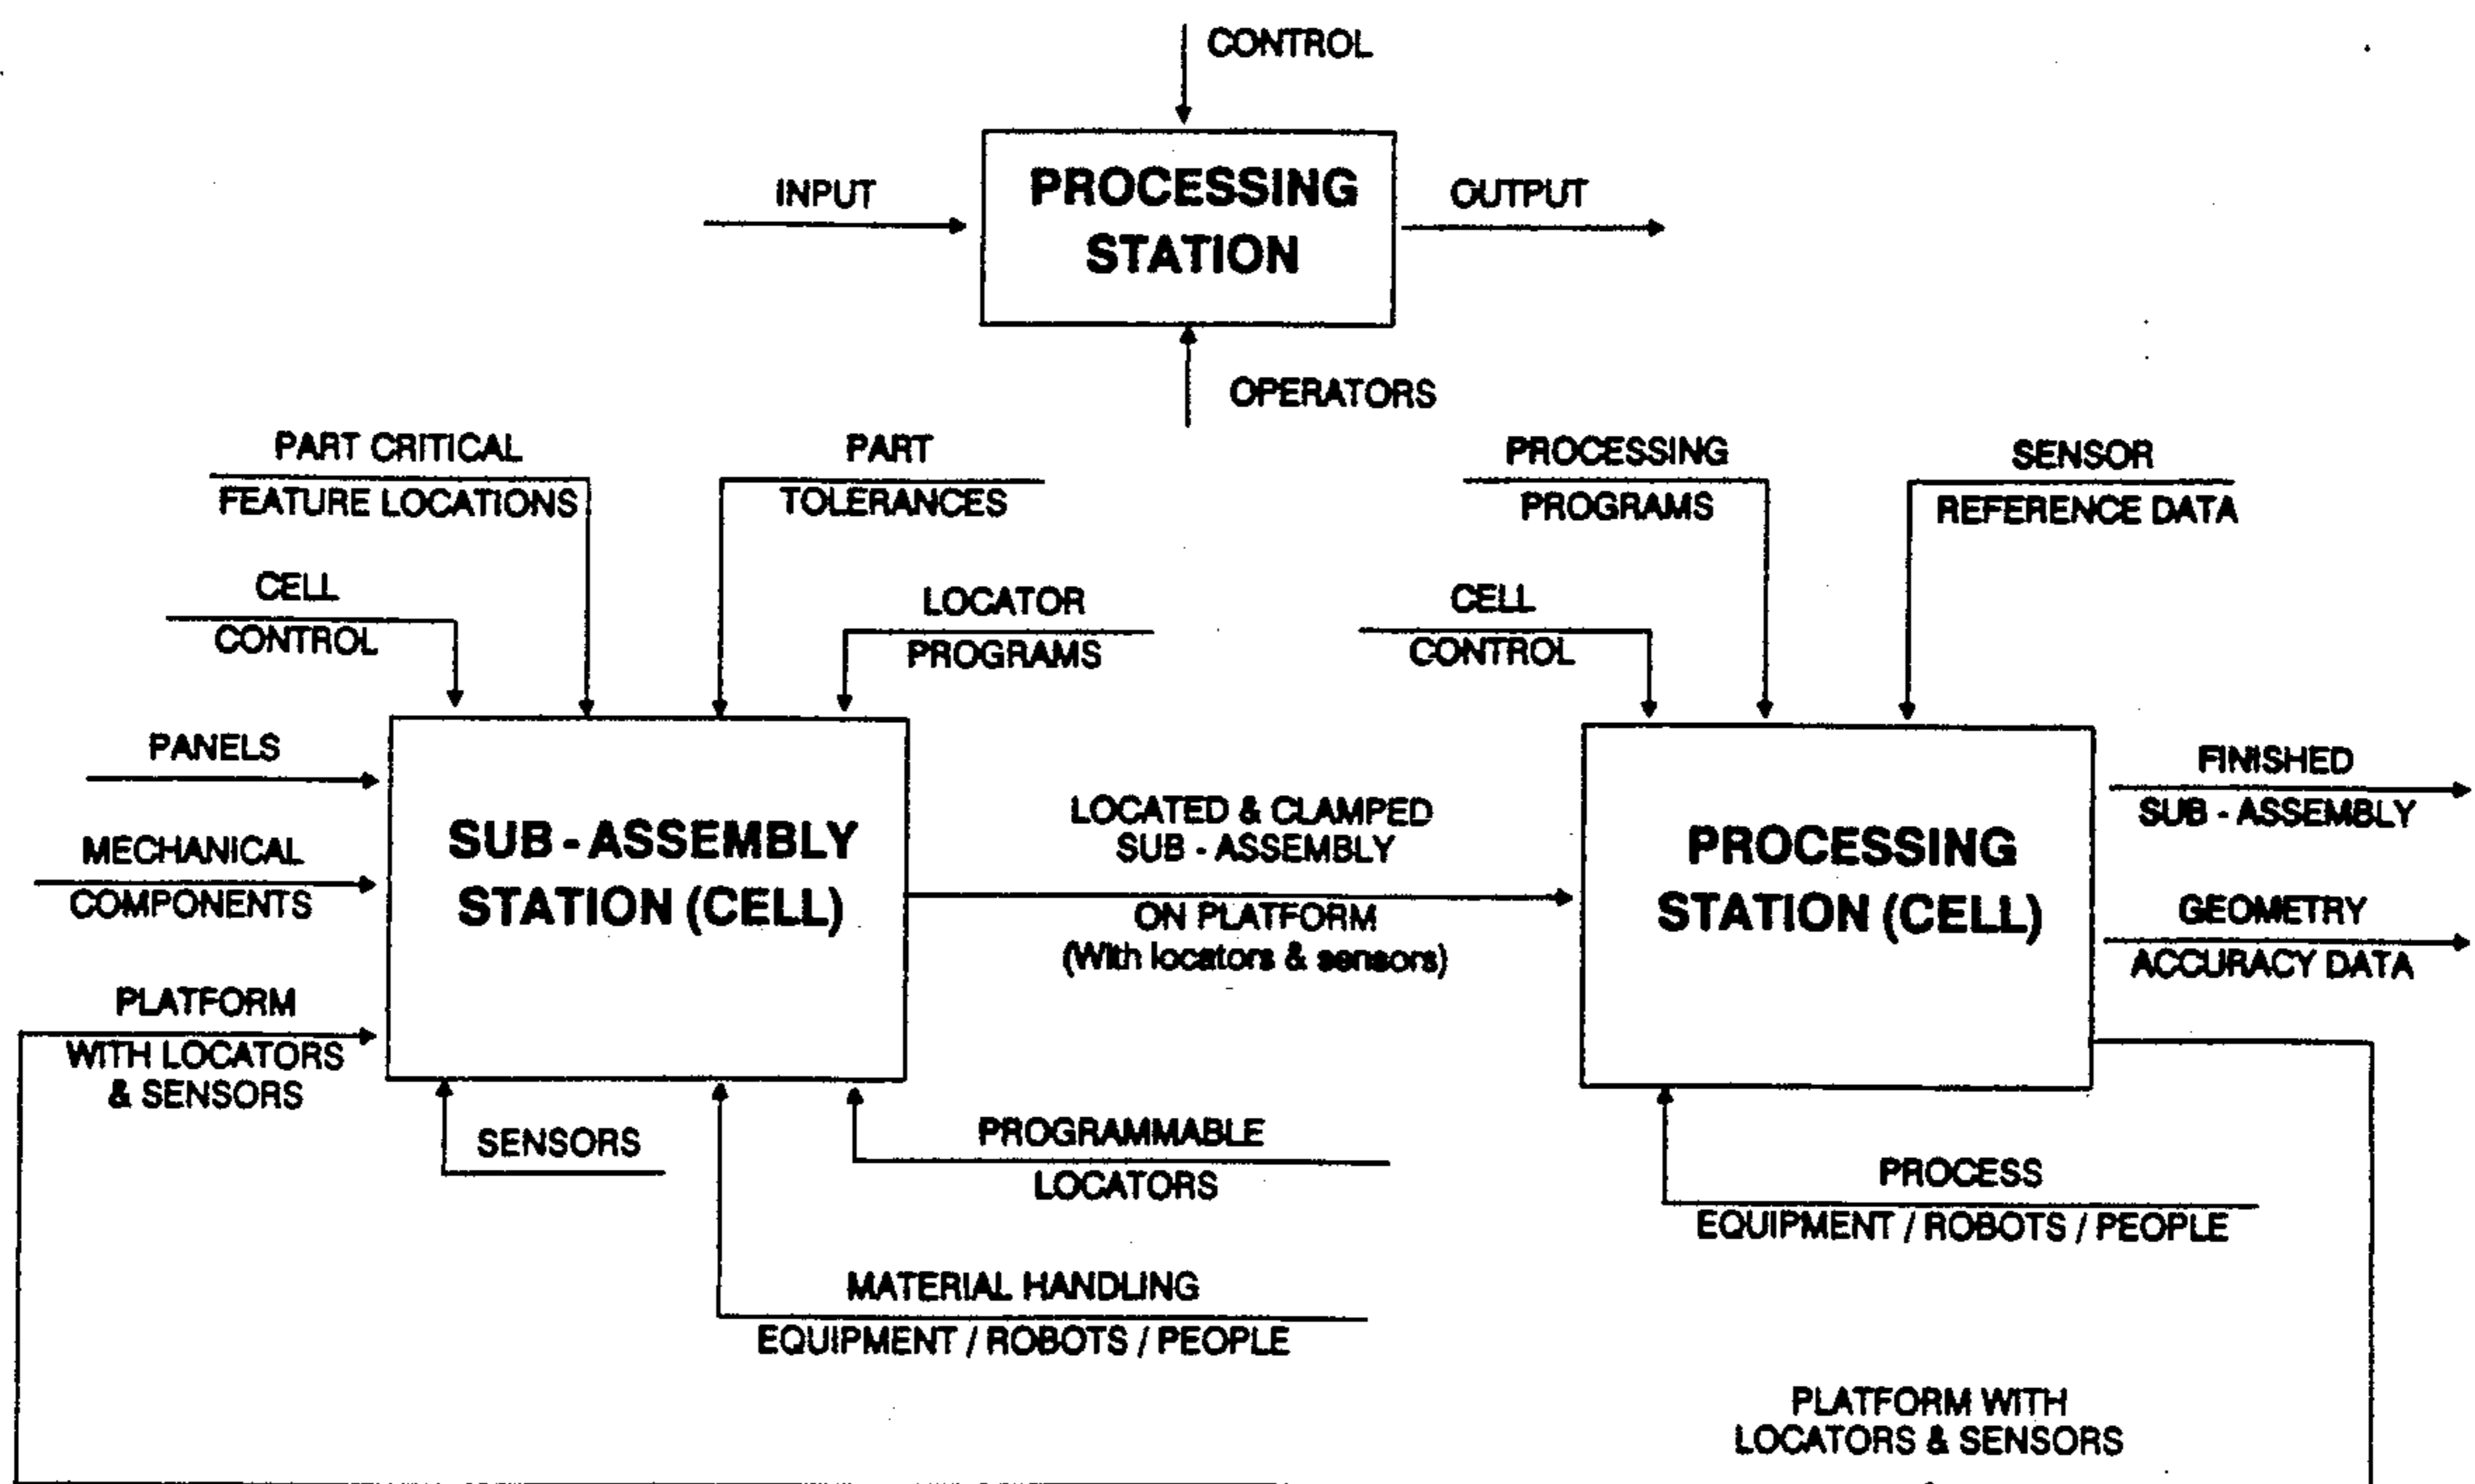 CONTROL
INPUT
PROCESSING
STATION
OUTPUT
OPERATORS
PART CRITICAL
FEATURE LOCATIONS
PART
TOLERANCES
PROCESSING
PROGRAMS
SENSOR
REFERENCE DATA
CELL
CONTROL
LOCATOR
PROGRAMS
CELL
CONTROL
PANELS
MECHANICAL
COMPONENTS
PLATFORM
WITH LOCATORS
& SENSORS
SUB - ASSEMBLY
STATION (CELL)
LOCATED & CLAMPED
SUB - ASSEMBLY
ON PLATFORM
(With locators & sensors)
PROCESSING
STATION (CELL)
FINISHED
SUB - ASSEMBLY
GEOMETRY
ACCURACY DATA
SENSORS
PROGRAMMABLE
LOCATORS
PROCESS
EQUIPMENT / ROBOTS / PEOPLE
MATERIAL HANDLING
EQUIPMENT / ROBOTS / PEOPLE
PLATFORM WITH
LOCATORS & SENSORS